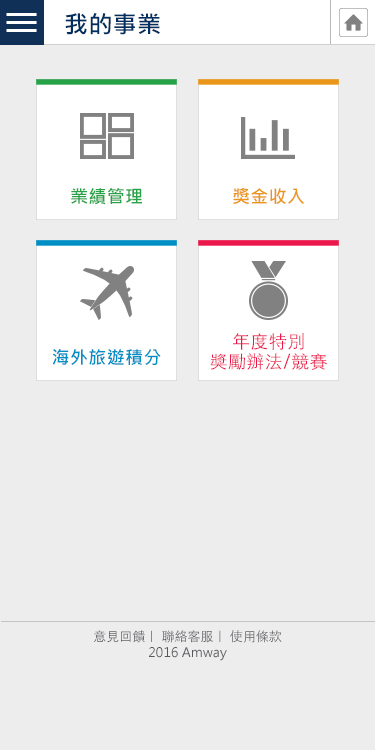 我的事業
業績管理
獎金收入
海外旅遊積分
年度特別
獎勵辦法/競賽
意見回饋 | 聯絡客服 | 使用條款
2016 Amway